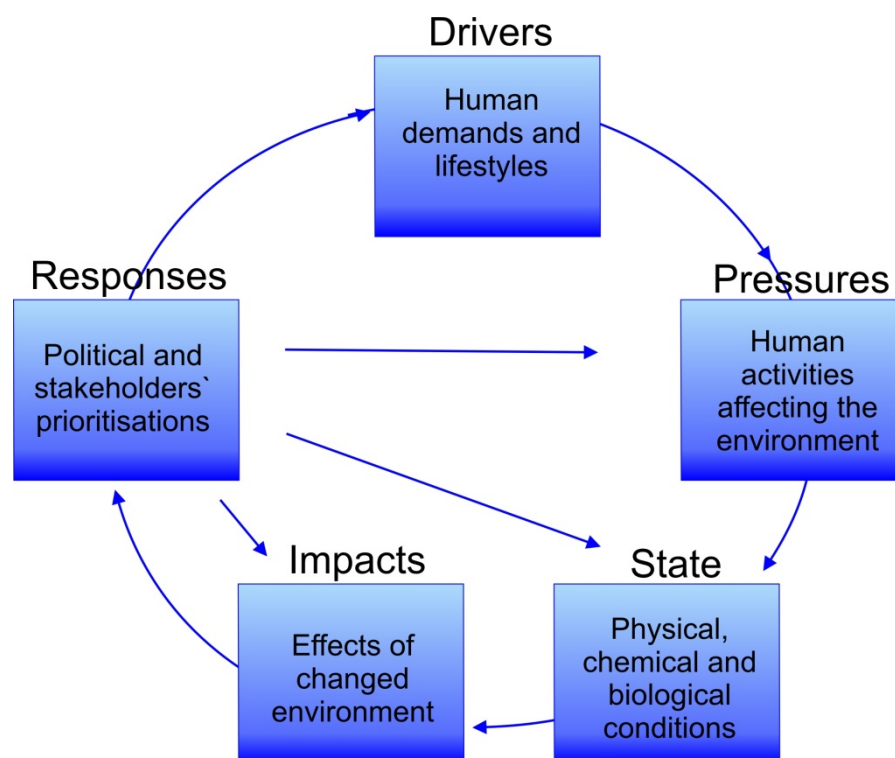 Drivers
Human
demands and
lifestyles
Responses
Political and
stakeholders`
prioritisations
Pressures
Human
activities
affecting the
environment
Impacts
Effects of
changed
environment
State
Physical,
chemical and
biological
conditions